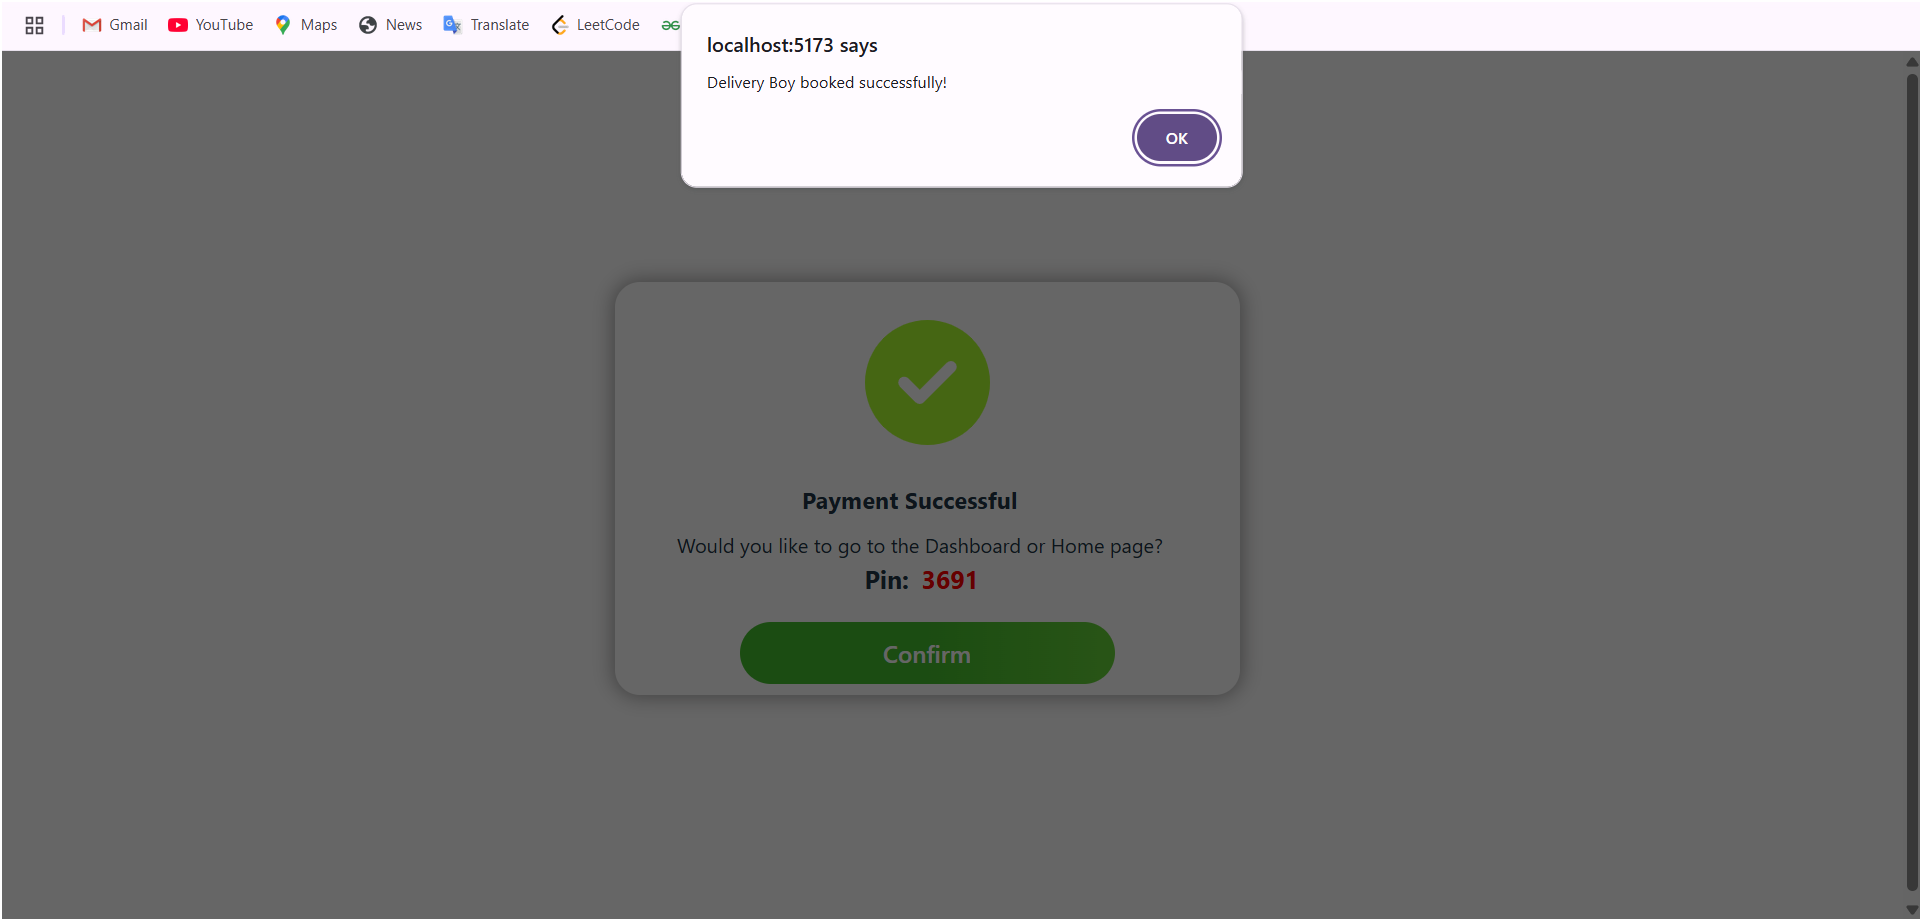 Gmail YouTube Maps News Translate LeetCode
localhost:5173 says
Delivery Boy booked successfully!
OK
Payment Successful
Would you like to go to the Dashboard or Home page?
Pin: 3691
Confirm